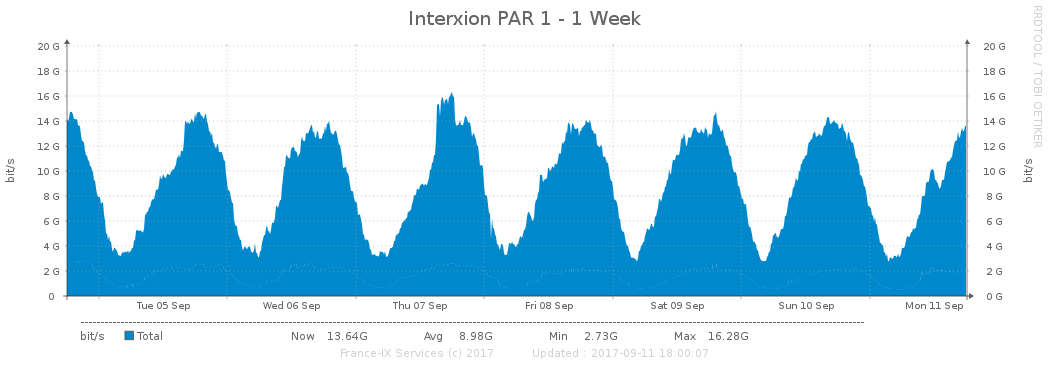 Interxion PAR 1 - 1 Week
RRDTOOL / TOBI OETIKER
bit/s
20 G 20 G
18 G 18 G
16 G 16 G
14 G 14 G
12 G 12 G
10 G 10 G
8 G 8 G
6 G 6 G
4 G 4 G
2 G 2 G
0 0 G
bit/s
Tue 05 Sep Wed 06 Sep Thu 07 Sep Fri 08 Sep Sat 09 Sep Sun 10 Sep Mon 11 Sep
bit/s Total Now 13.64G Avg 8.98G Min 2.73G Max 16.28G
France-IX Services (c) 2017 Updated : 2017-09-11 18:00:07